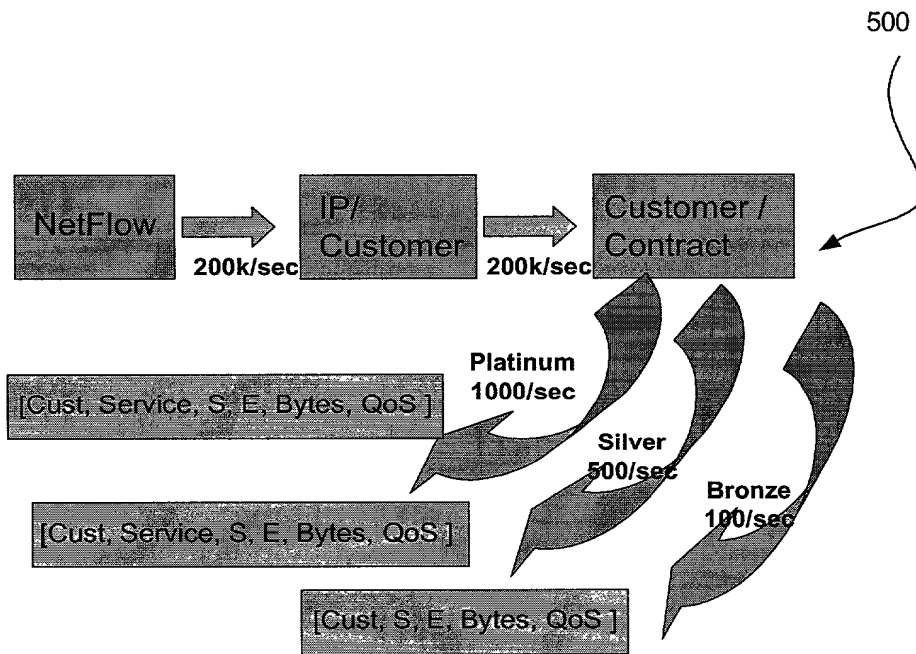 500
NetFlow
200k/sec
IP/
Customer
200k/sec
Customer /
Contract
Platinum
1000/sec
[Cust, Service, S, E, Bytes, QoS ]
Silver
500/sec
[Cust, Service, S, E, Bytes, QoS ]
Bronze
100/sec
[Cust, S, E, Bytes, QoS ]